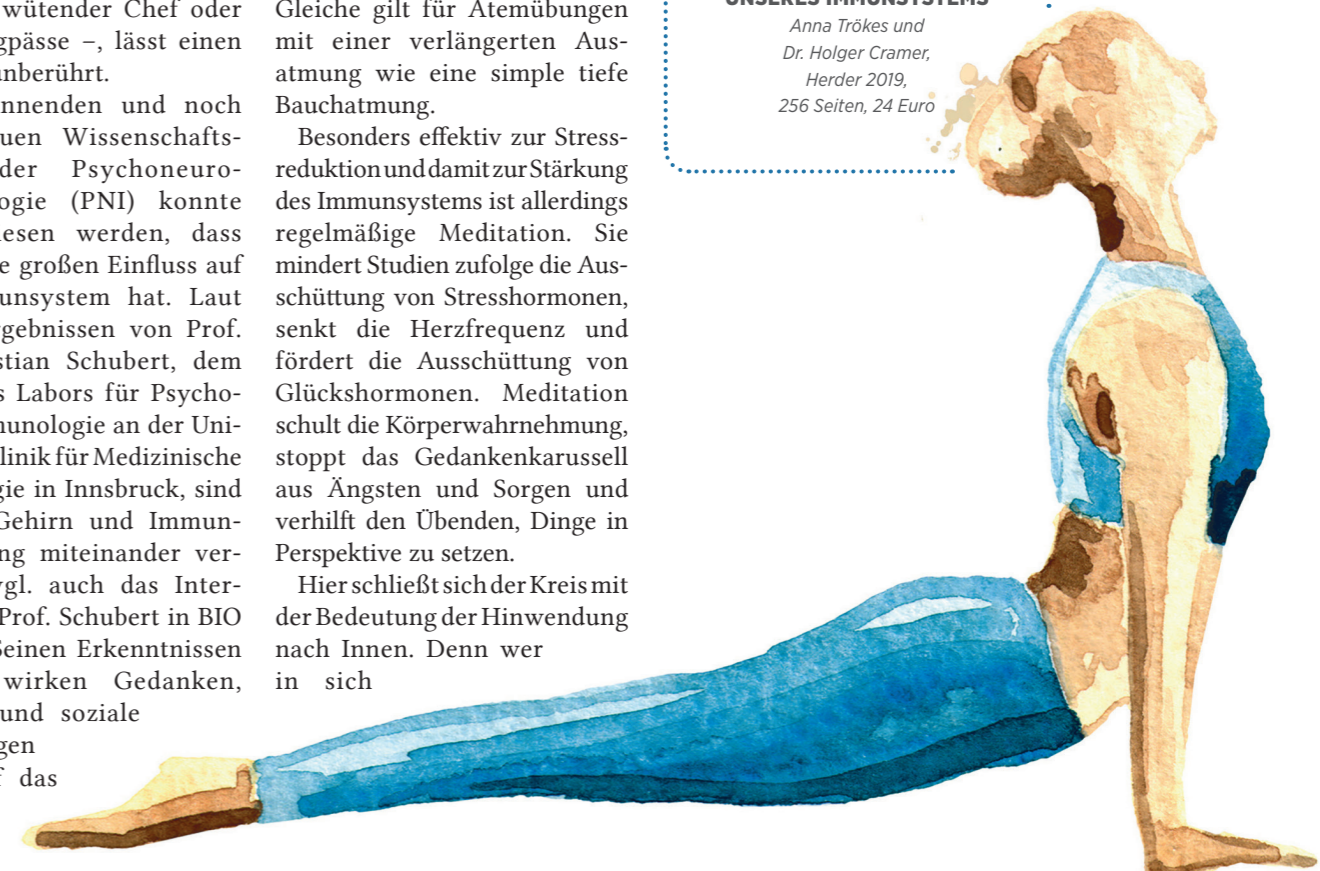 wütender Chef oder
gpässe –, lässt einen
unberührt.
nnenden und noch
uen Wissenschafts-
der Psychoneuro-
ogie (PNI) konnte
iesen werden, dass
e großen Einfluss auf
unsystem hat. Laut
rgebnissen von Prof.
stian Schubert, dem
s Labors für Psycho-
munologie an der Uni-
linik für Medizinische
gie in Innsbruck, sind
Gehirn und Immun-
ng miteinander ver-
vgl. auch das Inter-
Prof. Schubert in BIO
Seinen Erkenntnissen
wirken Gedanken,
und soziale
gen
f das
Gleiche gilt für Atemübungen
mit einer verlängerten Aus-
atmung wie eine simple tiefe
Bauchatmung.
Besonders effektiv zur Stress-
reduktion und damit zur Stärkung
des Immunsystems ist allerdings
regelmäßige Meditation. Sie
mindert Studien zufolge die Aus-
schüttung von Stresshormonen,
senkt die Herzfrequenz und
fördert die Ausschüttung von
Glückshormonen. Meditation
schult die Körperwahrnehmung,
stoppt das Gedankenkarussell
aus Ängsten und Sorgen und
verhilft den Übenden, Dinge in
Perspektive zu setzen.
Hier schließt sich der Kreis mit
der Bedeutung der Hinwendung
nach Innen. Denn wer
in sich
UNSERES IMMUNSYSTEMS
Anna Trökes und
Dr. Holger Cramer,
Herder 2019,
256 Seiten, 24 Euro